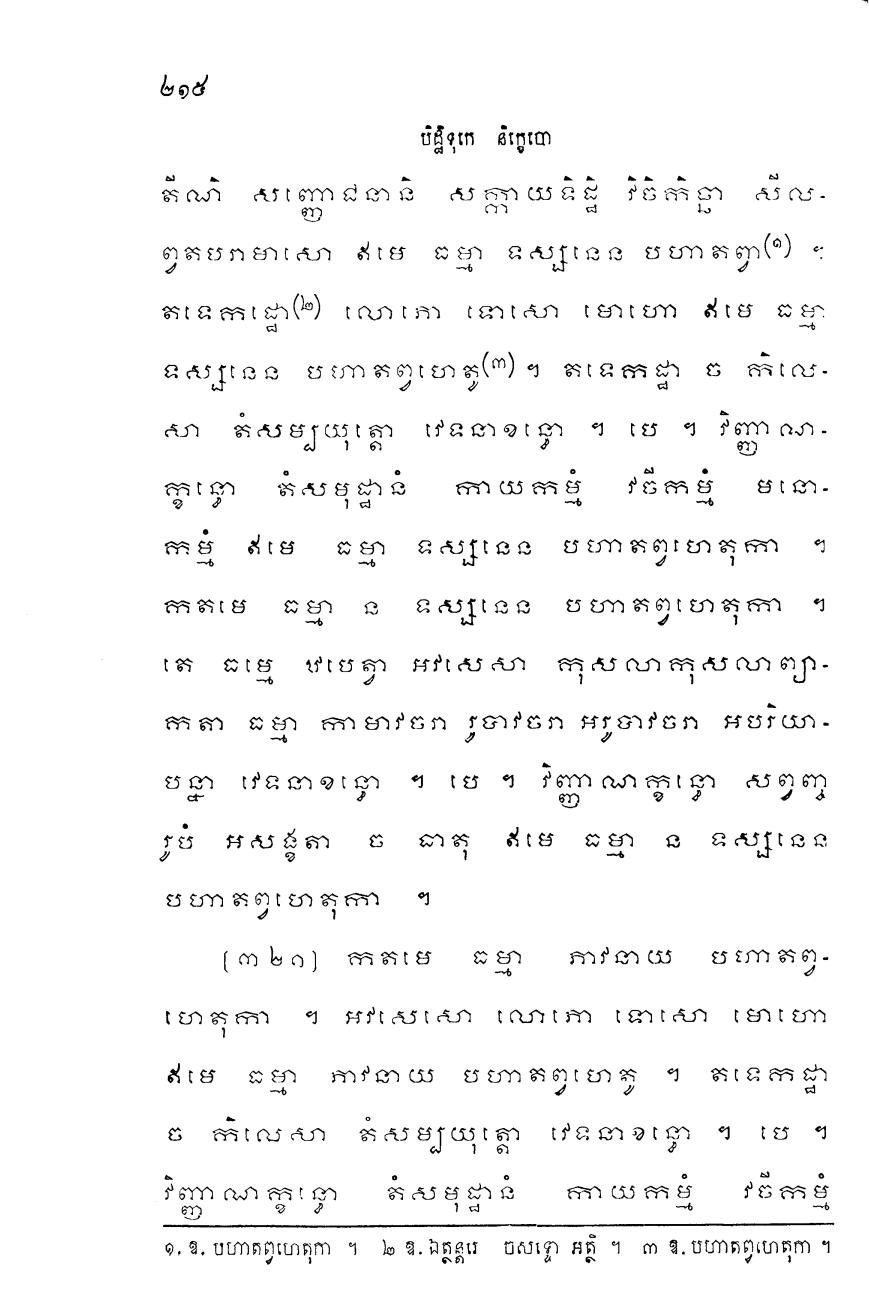 ២១៥
បិដ្ឋិទុកេ និក្ខេបោ
តីណិ សញ្ញោជនានិ សក្កាយទិដ្ឋិ វិចិកិច្ឆា សីល-
ព្វតបរាមាសោ ឥមេ ធម្មា ទស្សនេន បហាតព្វា(១) ។
តទេកដ្ឋា(២) លោភោ ទោសោ មោហោ ឥមេ ធម្មា
ទស្សនេន បហាតព្វហេតូ(៣) ។ តទេកដ្ឋា ច កិលេ-
សា តំសម្បយុត្តោ វេទនាខន្ធោ ។ បេ ។ វិញ្ញាណ-
ក្ខន្ធោ តំសមុដ្ឋានំ កាយកម្មំ វចីកម្មំ មនោ-
កម្មំ ឥមេ ធម្មា ទស្សនេន បហាតព្វហេតុកា ។
កតមេ ធម្មា ន ទស្សនេន បហាតព្វហេតុកា ។
តេ ធម្មេ ឋបេត្វា អវសេសា កុសលាកុសលាព្យា-
កតា ធម្មា កាមាវចរា រូបាវចរា អរូបាវចរា អបរិយា-
បន្នា វេទនាខន្ធោ ។ បេ ។ វិញ្ញាណក្ខន្ធោ សព្វញ្ច
រូបំ អសង្ខតា ច ធាតុ ឥមេ ធម្មា ន ទស្សនេន
បហាតព្វហេតុកា ។
[៣២១] កតមេ ធម្មា ភាវនាយ បហាតព្វ-
ហេតុកា ។ អវសេសោ លោភោ ទោសោ មោហោ
ឥមេ ធម្មា ភាវនាយ បហាតព្វហេតូ ។ តទេកដ្ឋា
ច កិលេសា តំសម្បយុត្តោ វេទនាខន្ធោ ។ បេ ។
វិញ្ញាណក្ខន្ធោ តំសមុដ្ឋានំ កាយកម្មំ វចីកម្មំ
១. ឱ. បហាតព្វហេតុកា ។ ២ ឱ. ឯត្ថន្តរេ ចសទ្ទោ អត្ថិ ។ ៣ ឱ. បហាតព្វហេតុកា ។